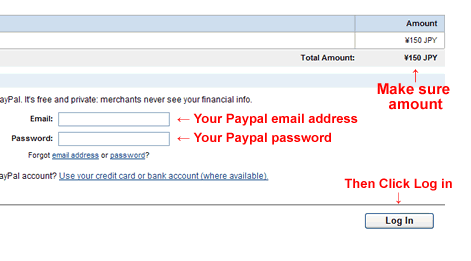 Amount
¥150 JPY
Total Amount: ¥150 JPY
↑
Make sure
amount
ayPal. It's free and private: merchants never see your financial info.
Email: ← Your Paypal email address
Password: ← Your Paypal password
Forgot email address or password?
ayPal account? Use your credit card or bank account (where available).
Then Click Log in
↓
Log In